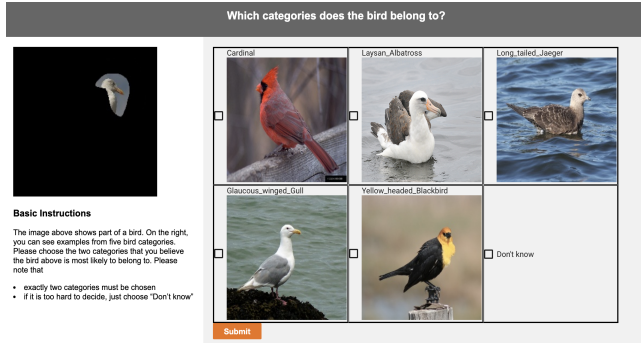 Which categories does the bird belong to?
Cardinal
Laysan_Albatross
Long_tailed_Jaeger
Glaucous_winged_Gull
Yellow_headed_Blackbird
Don't know
Basic Instructions
The image above shows part of a bird. On the right,
you can see examples from five bird categories.
Please choose the two categories that you believe
the bird above is most likely to belong to. Please
note that
• exactly two categories must be chosen
• if it is too hard to decide, just choose “Don’t know”
Submit